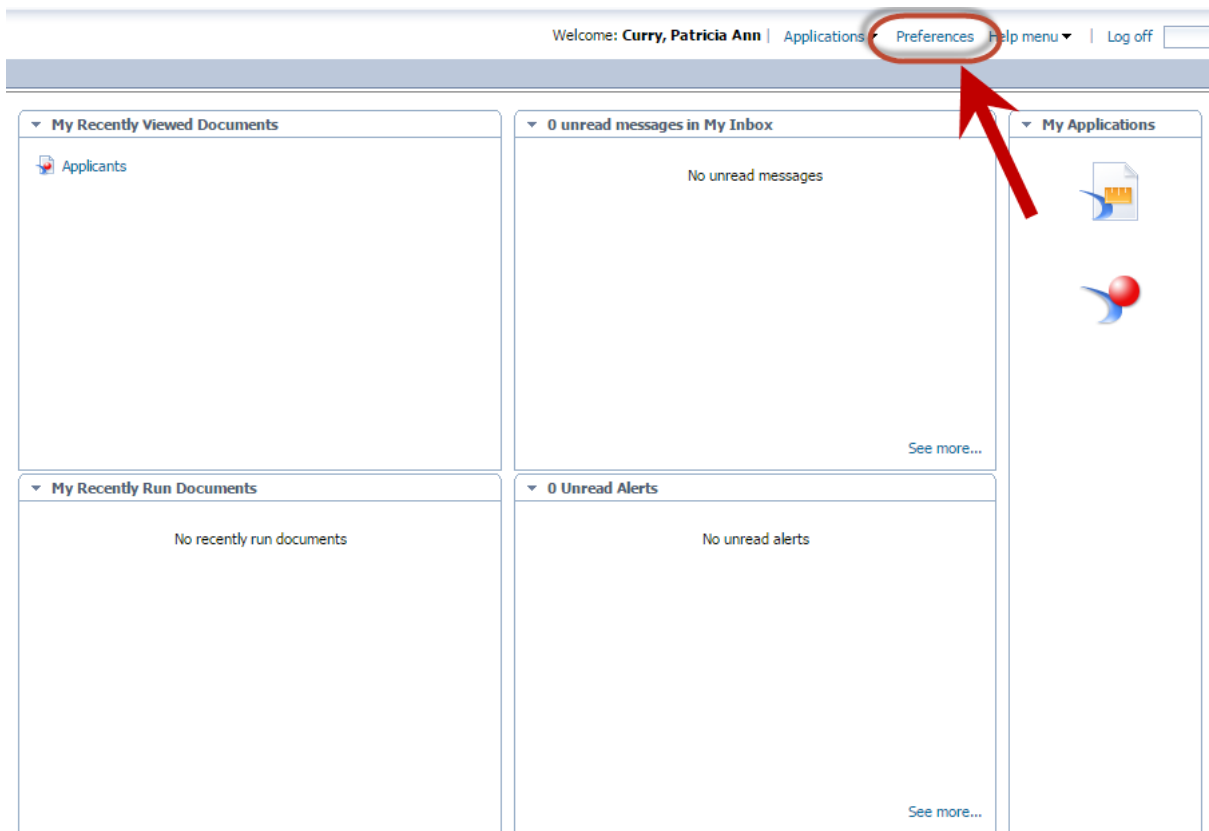 Welcome: Curry, Patricia Ann | Applications Preferences Help menu | Log off
My Recently Viewed Documents
Applicants
0 unread messages in My Inbox
No unread messages
See more...
My Applications
My Recently Run Documents
No recently run documents
0 Unread Alerts
No unread alerts
See more...